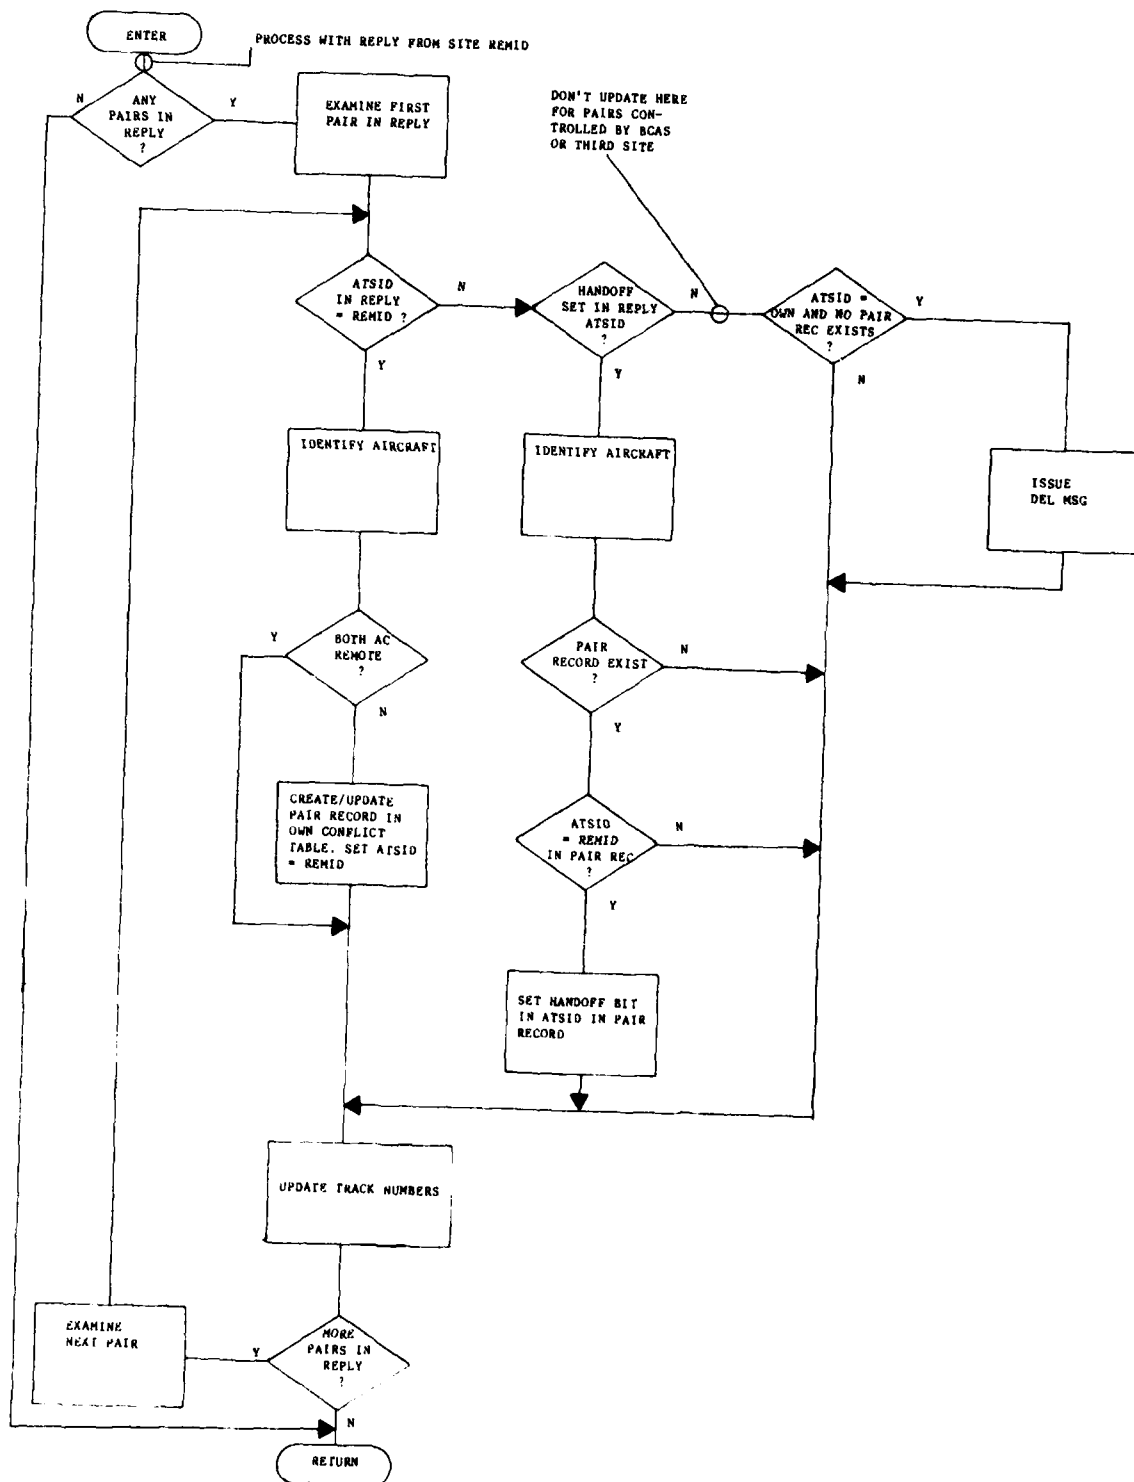 ENTER
PROCESS WITH REPLY FROM SITE REMID
N
ANY
PAIRS IN
REPLY
?
Y
EXAMINE FIRST
PAIR IN REPLY
DON'T UPDATE HERE
FOR PAIRS CON-
TROLLED BY BCAS
OR THIRD SITE
ATSID
IN REPLY
= REMID ?
N
Y
HANDOFF
SET IN REPLY
ATSID
?
N
Y
ATSID =
OWN AND NO PAIR
REC EXISTS
?
Y
N
IDENTIFY AIRCRAFT
IDENTIFY AIRCRAFT
ISSUE
DEL MSG
Y
BOTH AC
REMOTE
?
N
PAIR
RECORD EXIST
?
N
Y
CREATE/UPDATE
PAIR RECORD IN
OWN CONFLICT
TABLE. SET ATSID
= REMID
ATSID
= REMID
IN PAIR REC
?
N
Y
SET HANDOFF BIT
IN ATSID IN PAIR
RECORD
UPDATE TRACK NUMBERS
EXAMINE
NEXT PAIR
Y
MORE
PAIRS IN
REPLY
?
N
RETURN